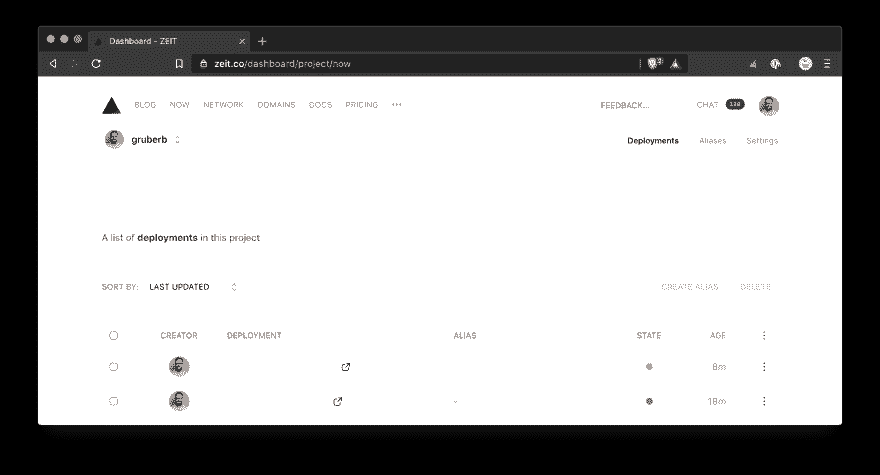 Dashboard – ZEIT
zeit.co/dashboard/project/now
BLOG NOW NETWORK DOMAINS DOCS PRICING FEEDBACK... CHAT
gruberb Deployments Aliases Settings
A list of deployments in this project
SORT BY: LAST UPDATED CREATE ALIAS DELETE
CREATOR DEPLOYMENT ALIAS STATE AGE
8m
-
18m